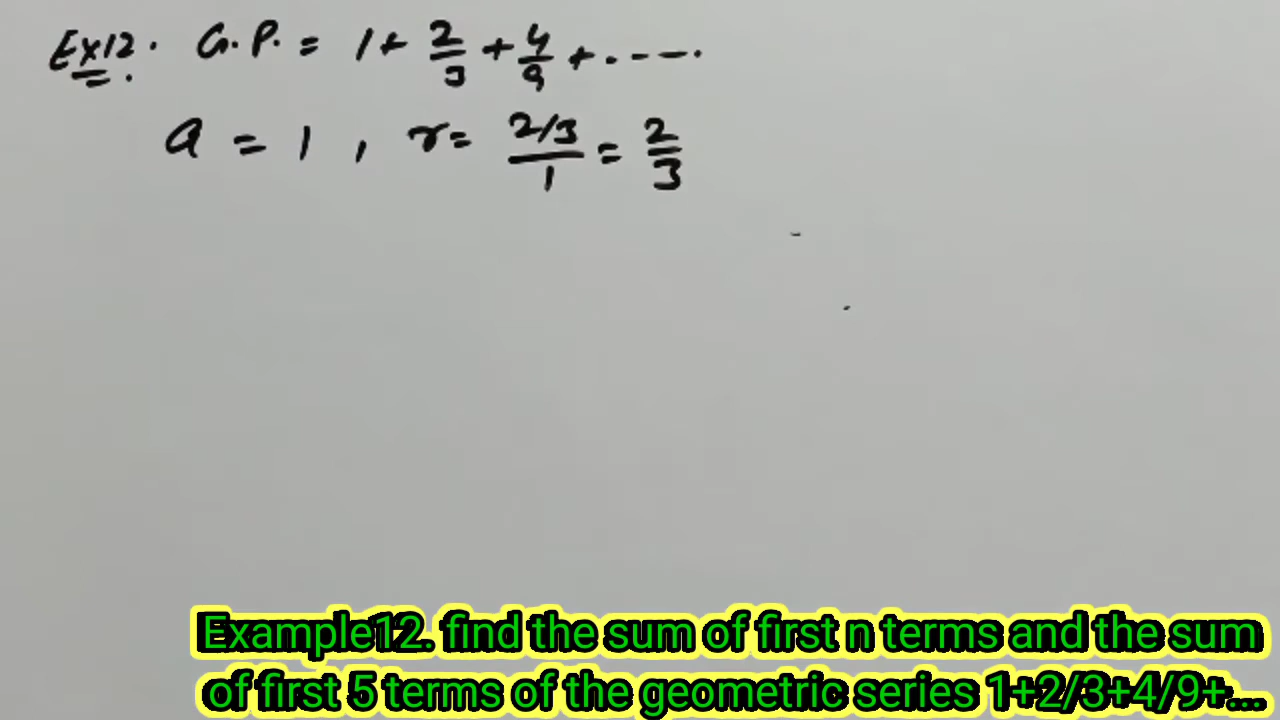 Ex12. G.P. = 1 + 2/3 + 4/9 + . - - - .
a = 1 , r = (2/3)/1 = 2/3
Example12. find the sum of first n terms and the sum
of first 5 terms of the geometric series 1+2/3+4/9+...